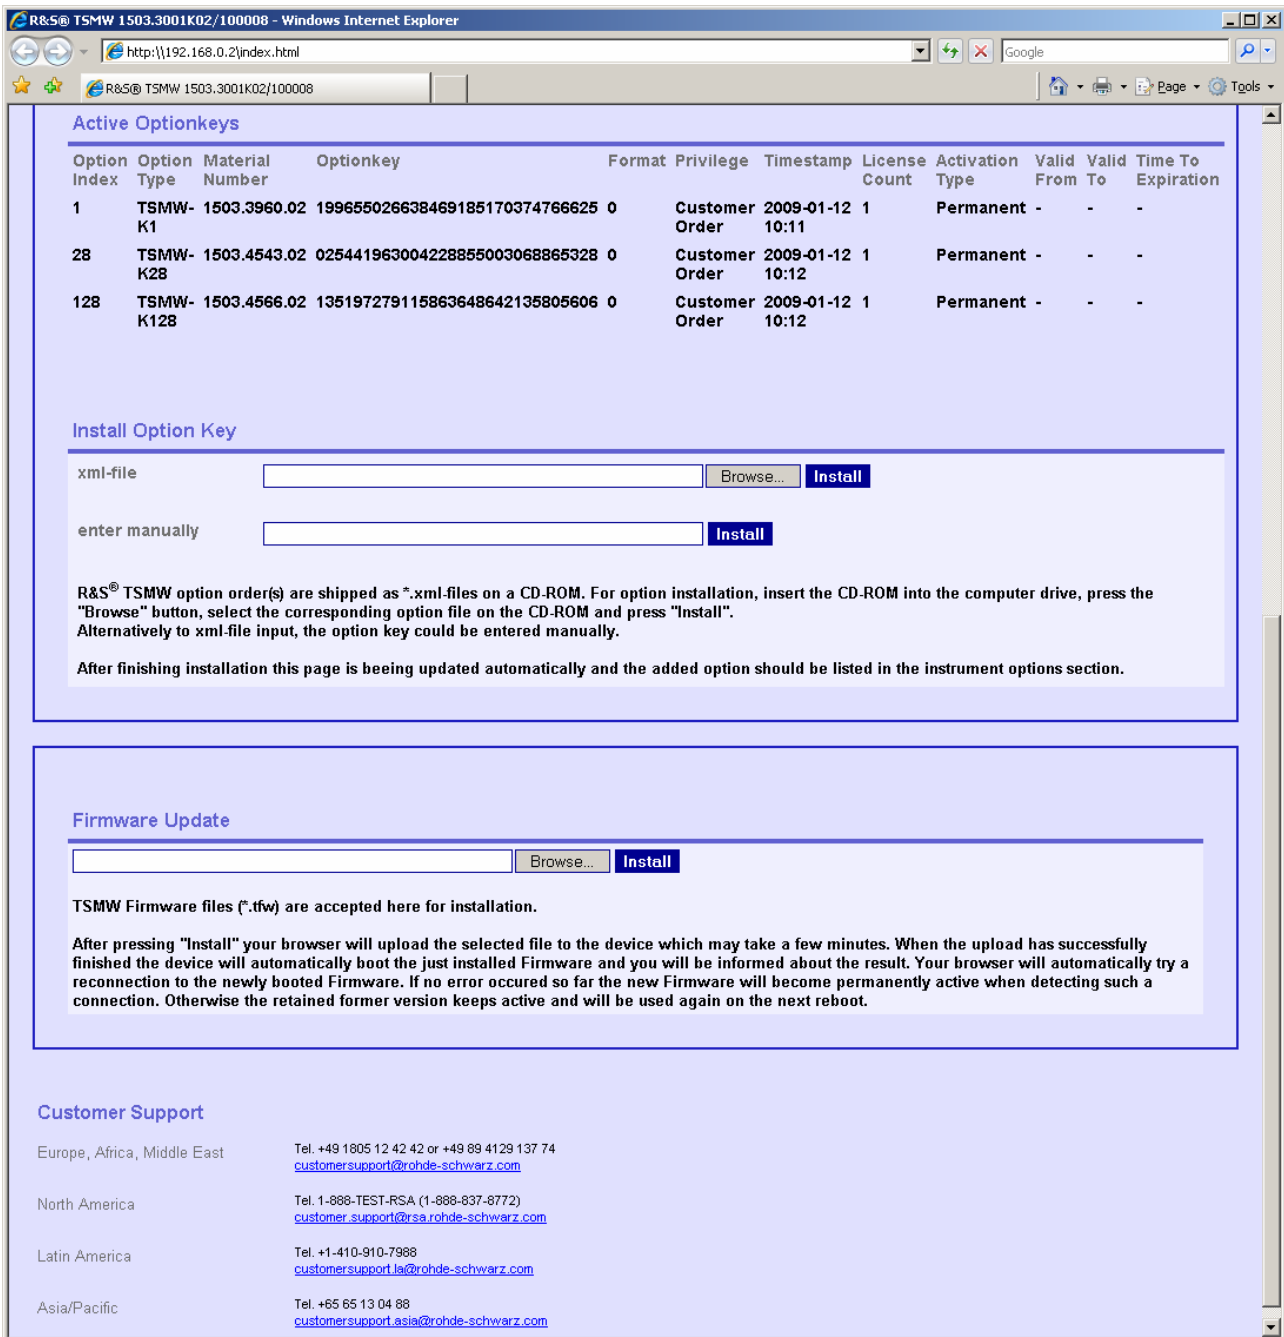 R&S® TSMW 1503.3001K02/100008 - Windows Internet Explorer
http:\\192.168.0.2\index.html
Google
R&S® TSMW 1503.3001K02/100008
Page
Tools
Active Optionkeys
Option Option Material Optionkey Format Privilege Timestamp License Activation Valid Valid Time To
Index Type Number Count Type From To Expiration
1 TSMW- 1503.3960.02 199655026638469185170374766625 0 Customer 2009-01-12 1 Permanent - - -
K1 Order 10:11
28 TSMW- 1503.4543.02 025441963004228855003068865328 0 Customer 2009-01-12 1 Permanent - - -
K28 Order 10:12
128 TSMW- 1503.4566.02 135197279115863648642135805606 0 Customer 2009-01-12 1 Permanent - - -
K128 Order 10:12
Install Option Key
xml-file Browse... Install
enter manually Install
R&S® TSMW option order(s) are shipped as *.xml-files on a CD-ROM. For option installation, insert the CD-ROM into the computer drive, press the
"Browse" button, select the corresponding option file on the CD-ROM and press "Install".
Alternatively to xml-file input, the option key could be entered manually.
After finishing installation this page is beeing updated automatically and the added option should be listed in the instrument options section.
Firmware Update
Browse... Install
TSMW Firmware files (*.tfw) are accepted here for installation.
After pressing "Install" your browser will upload the selected file to the device which may take a few minutes. When the upload has successfully
finished the device will automatically boot the just installed Firmware and you will be informed about the result. Your browser will automatically try a
reconnection to the newly booted Firmware. If no error occured so far the new Firmware will become permanently active when detecting such a
connection. Otherwise the retained former version keeps active and will be used again on the next reboot.
Customer Support
Europe, Africa, Middle East Tel. +49 1805 12 42 42 or +49 89 4129 137 74
customersupport@rohde-schwarz.com
North America Tel. 1-888-TEST-RSA (1-888-837-8772)
customer.support@rsa.rohde-schwarz.com
Latin America Tel. +1-410-910-7988
customersupport.la@rohde-schwarz.com
Asia/Pacific Tel. +65 65 13 04 88
customersupport.asia@rohde-schwarz.com